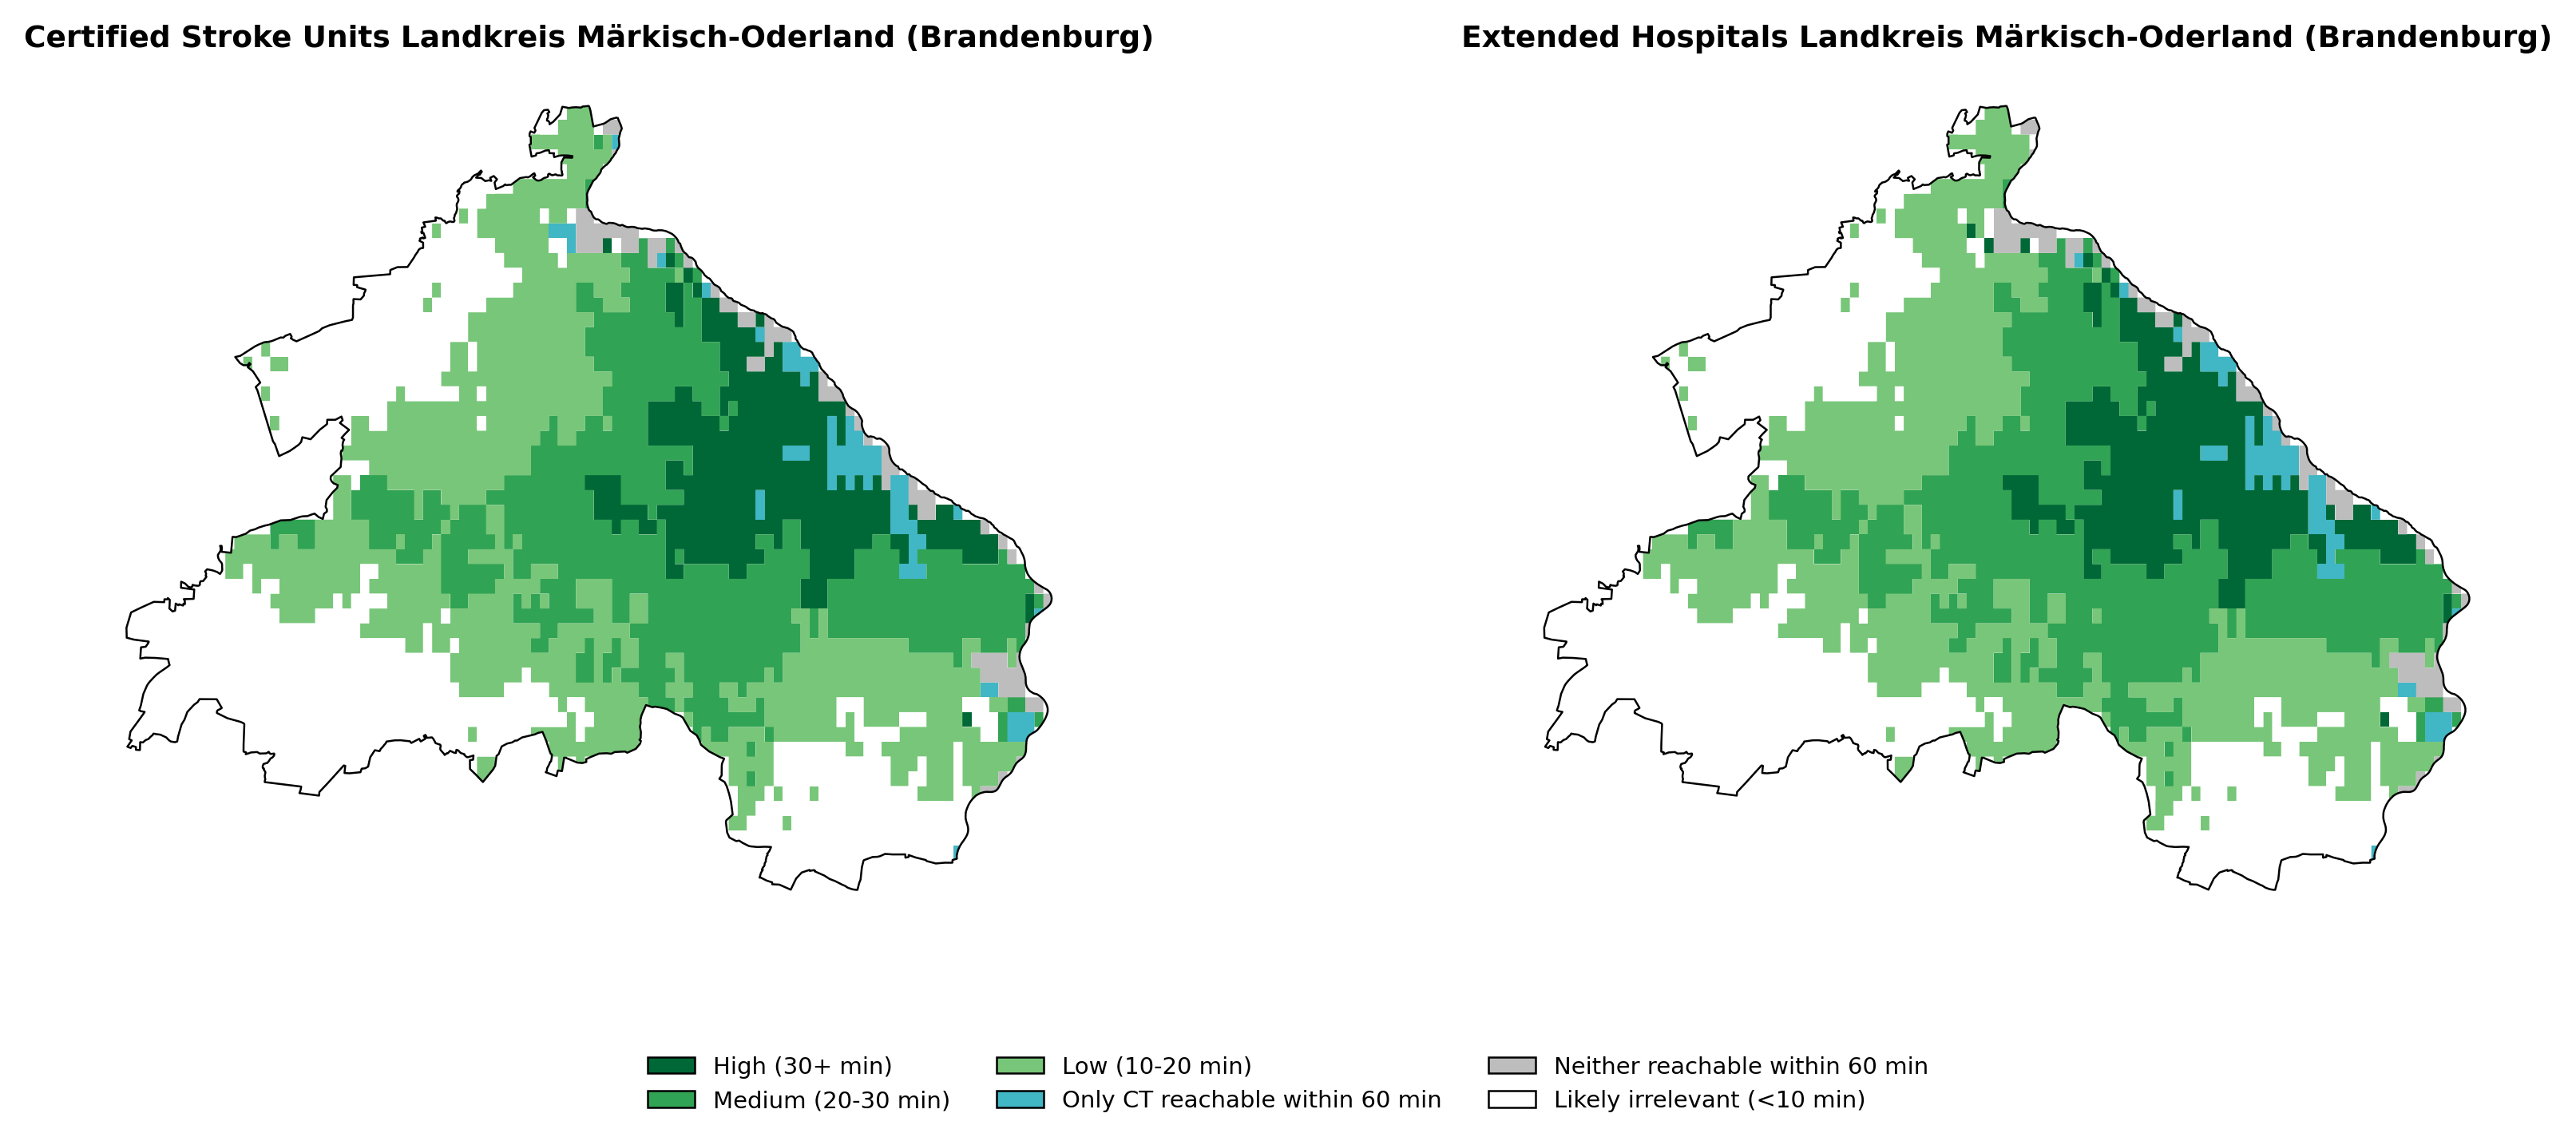 Certified Stroke Units Landkreis Märkisch-Oderland (Brandenburg)
Extended Hospitals Landkreis Märkisch-Oderland (Brandenburg)
High (30+ min)
Medium (20-30 min)
Low (10-20 min)
Only CT reachable within 60 min
Neither reachable within 60 min
Likely irrelevant (<10 min)